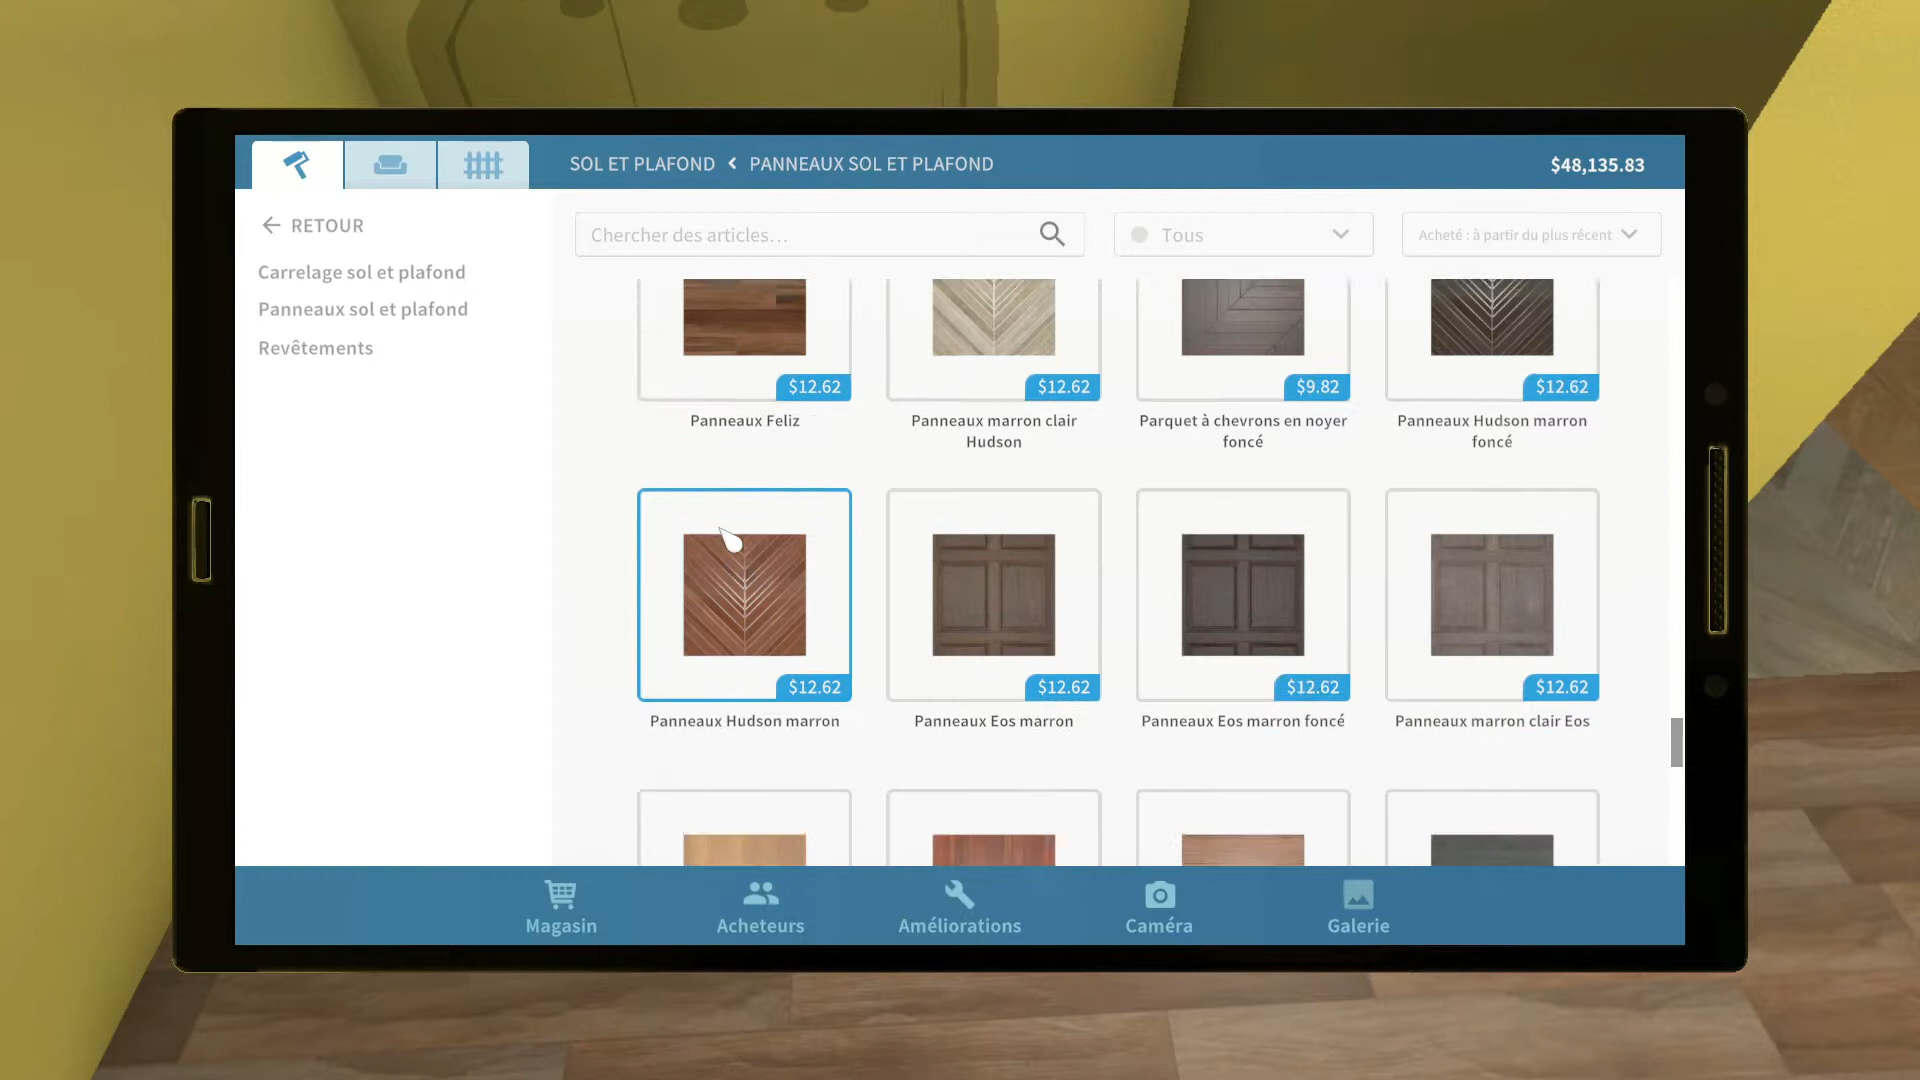 SOL ET PLAFOND < PANNEAUX SOL ET PLAFOND
$48,135.83
RETOUR
Carrelage sol et plafond
Panneaux sol et plafond
Revêtements
Chercher des articles...
Tous
Acheté : à partir du plus récent
$12.62
$12.62
$9.82
$12.62
Panneaux Feliz
Panneaux marron clair
Hudson
Parquet à chevrons en noyer
foncé
Panneaux Hudson marron
foncé
$12.62
$12.62
$12.62
$12.62
Panneaux Hudson marron
Panneaux Eos marron
Panneaux Eos marron foncé
Panneaux marron clair Eos
Magasin
Acheteurs
Améliorations
Caméra
Galerie